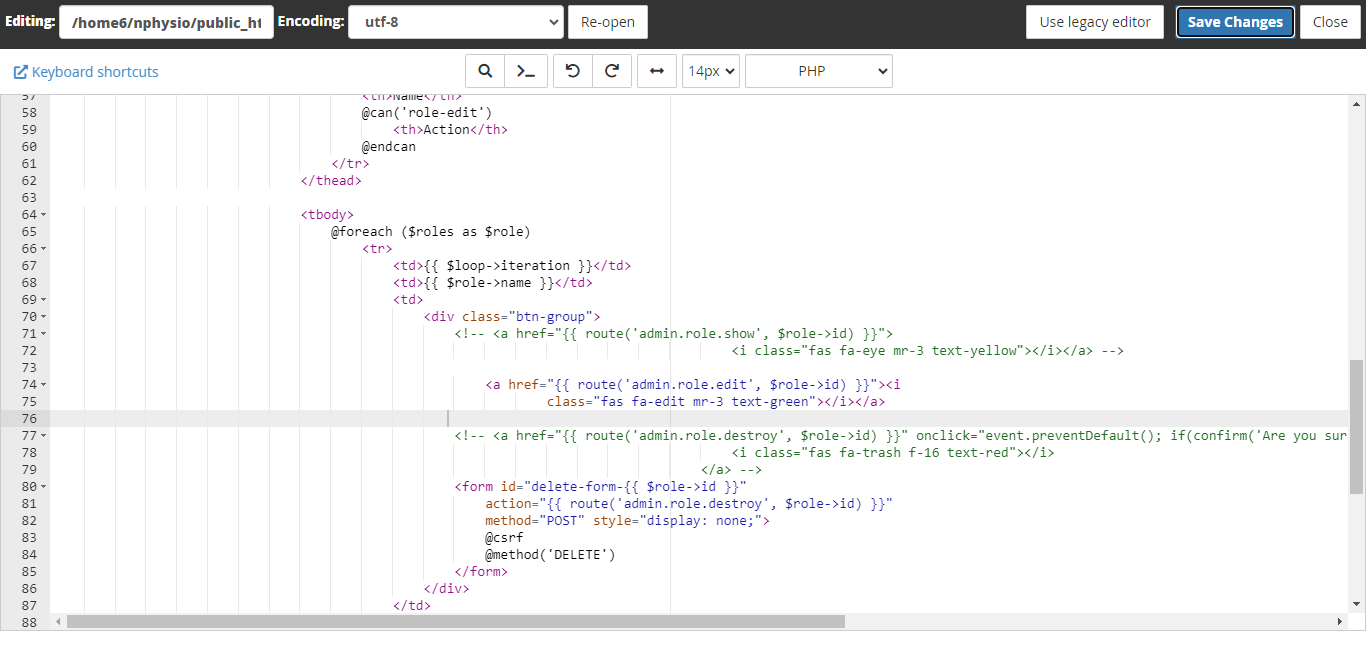 Editing: /home6/nphysio/public_ht Encoding: utf-8 Re-open Use legacy editor Save Changes Close
Keyboard shortcuts 14px PHP
57 <th>Name</th>
58 @can('role-edit')
59 <th>Action</th>
60 @endcan
61 </tr>
62 </thead>
63
64 <tbody>
65 @foreach ($roles as $role)
66 <tr>
67 <td>{{ $loop->iteration }}</td>
68 <td>{{ $role->name }}</td>
69 <td>
70 <div class="btn-group">
71 <!-- <a href="{{ route('admin.role.show', $role->id) }}">
72 <i class="fas fa-eye mr-3 text-yellow"></i></a> -->
73
74 <a href="{{ route('admin.role.edit', $role->id) }}"><i
75 class="fas fa-edit mr-3 text-green"></i></a>
76
77 <!-- <a href="{{ route('admin.role.destroy', $role->id) }}" onclick="event.preventDefault(); if(confirm('Are you sur
78 <i class="fas fa-trash f-16 text-red"></i>
79 </a> -->
80 <form id="delete-form-{{ $role->id }}"
81 action="{{ route('admin.role.destroy', $role->id) }}"
82 method="POST" style="display: none;">
83 @csrf
84 @method('DELETE')
85 </form>
86 </div>
87 </td>
88